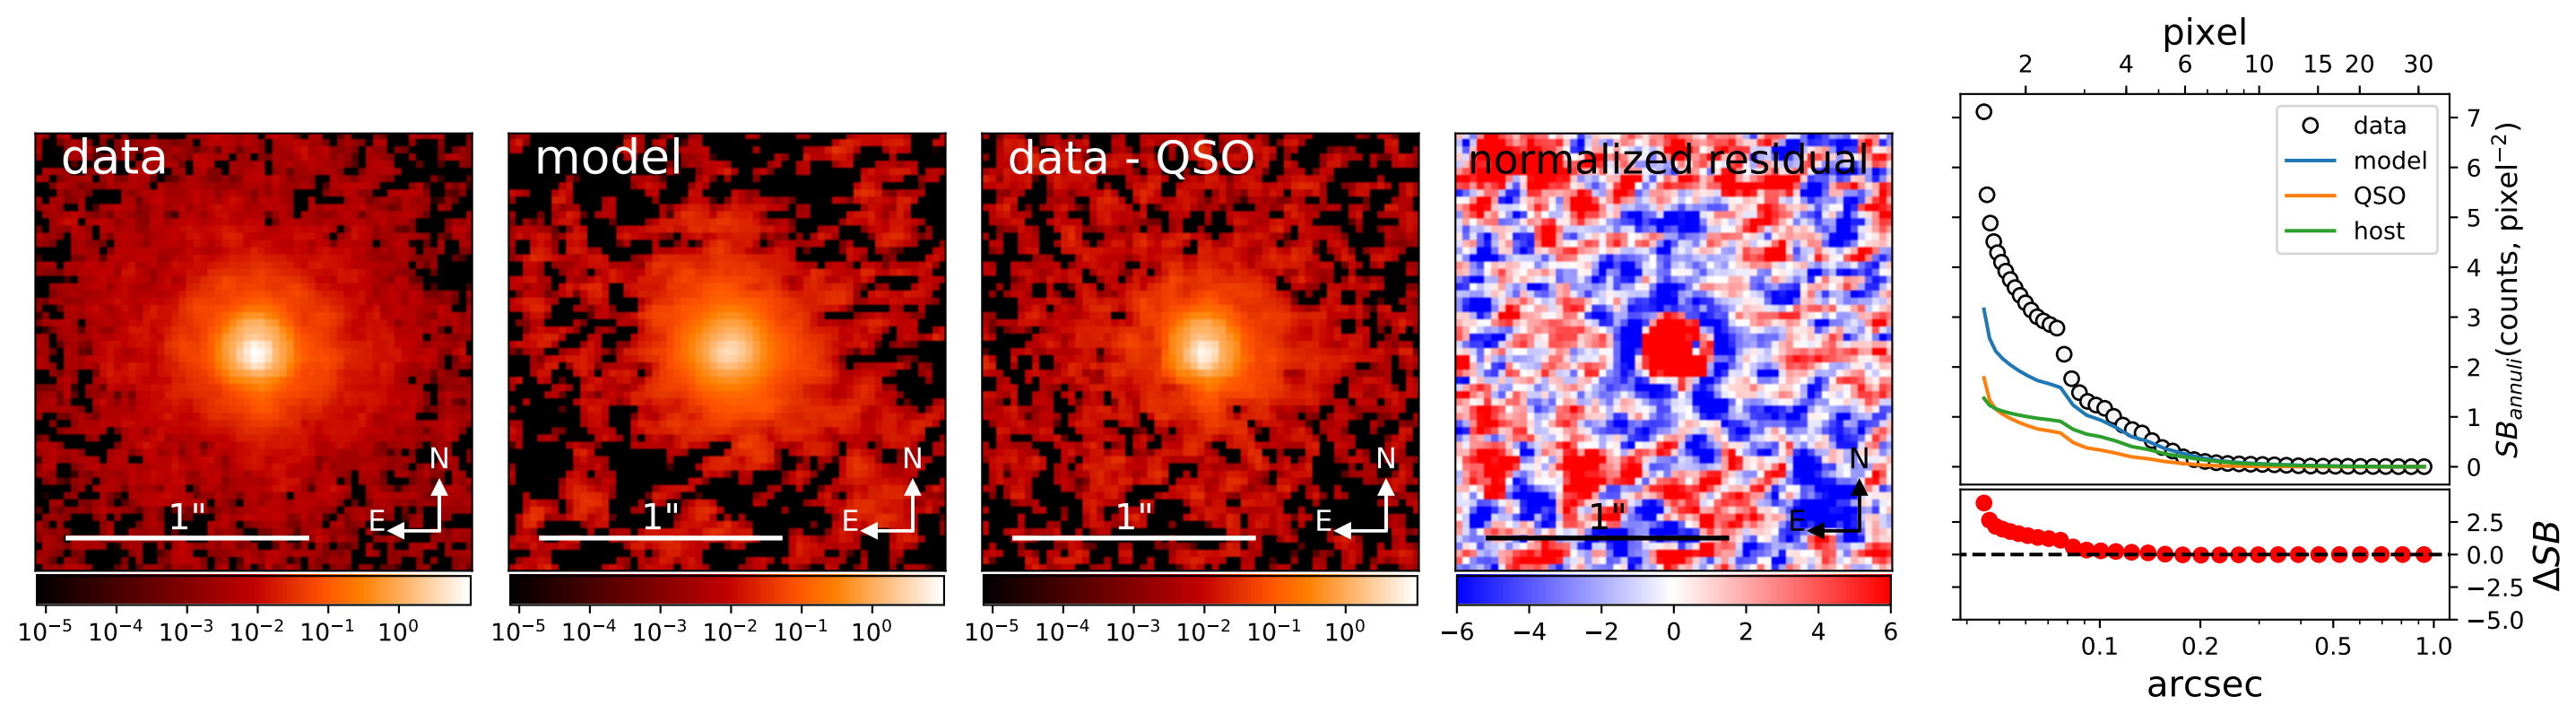 data
N
E
1"
10⁻⁵ 10⁻⁴ 10⁻³ 10⁻² 10⁻¹ 10⁰
model
N
E
1"
10⁻⁵ 10⁻⁴ 10⁻³ 10⁻² 10⁻¹ 10⁰
data - QSO
N
E
1"
10⁻⁵ 10⁻⁴ 10⁻³ 10⁻² 10⁻¹ 10⁰
normalized residual
N
E
1"
−6 −4 −2 0 2 4 6
pixel
2 4 6 10 15 20 30
data
model
QSO
host
7
6
5
4
3
2
1
0
SB_annuli(counts, pixel⁻²)
2.5
0.0
−2.5
−5.0
ΔSB
0.1 0.2 0.5 1.0
arcsec